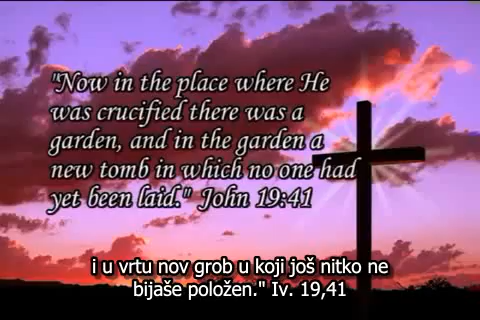 "Now in the place where He
was crucified there was a
garden, and in the garden a
new tomb in which no one had
yet been laid." John 19:41
i u vrtu nov grob u koji još nitko ne
bijaše položen." Iv. 19,41